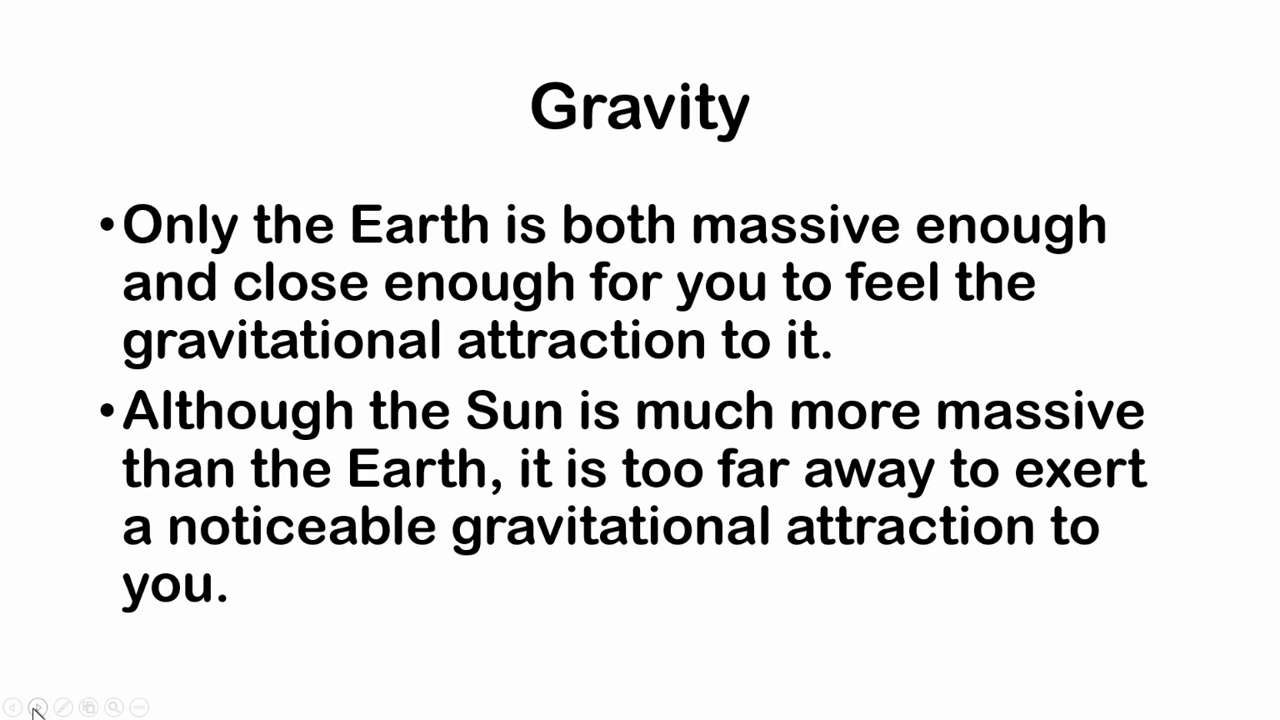 Gravity
•Only the Earth is both massive enough
and close enough for you to feel the
gravitational attraction to it.
•Although the Sun is much more massive
than the Earth, it is too far away to exert
a noticeable gravitational attraction to
you.